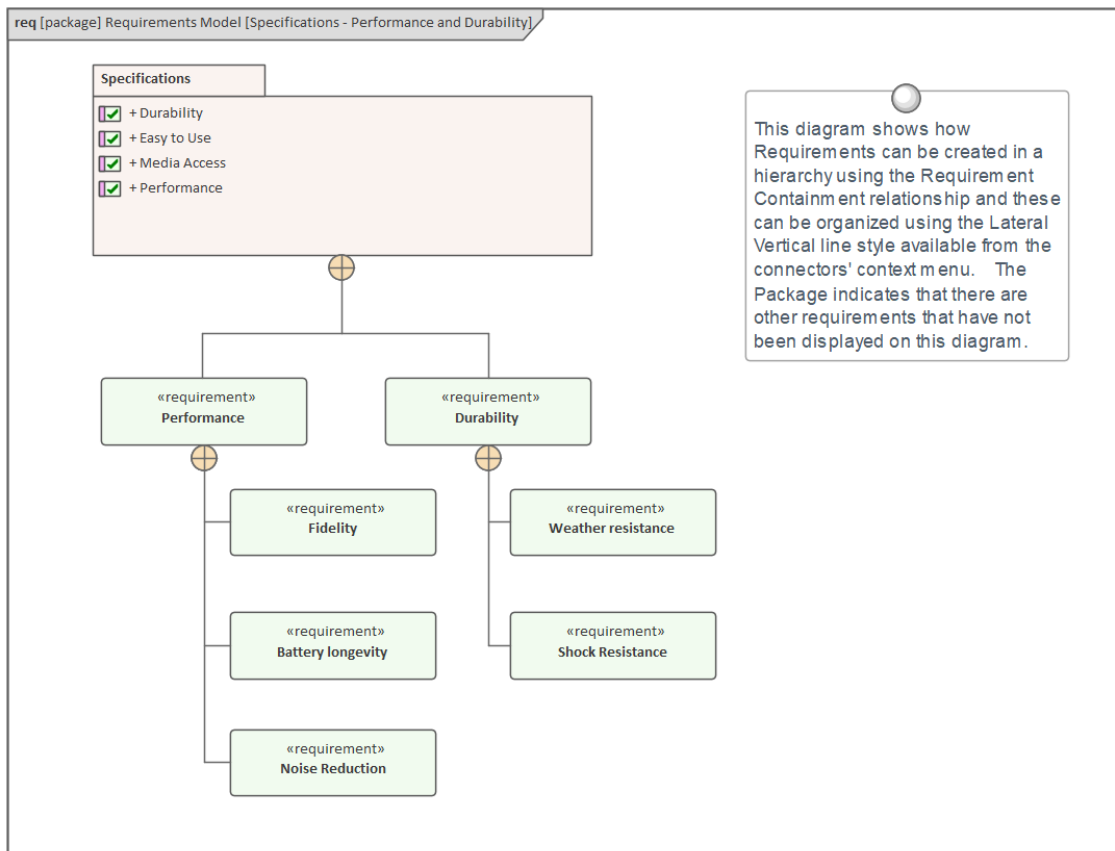 req [package] Requirements Model [Specifications - Performance and Durability]
Specifications
+ Durability
+ Easy to Use
+ Media Access
+ Performance
This diagram shows how
Requirements can be created in a
hierarchy using the Requirement
Containment relationship and these
can be organized using the Lateral
Vertical line style available from the
connectors' context menu. The
Package indicates that there are
other requirements that have not
been displayed on this diagram.
«requirement»
Performance
«requirement»
Durability
«requirement»
Fidelity
«requirement»
Weather resistance
«requirement»
Battery longevity
«requirement»
Shock Resistance
«requirement»
Noise Reduction